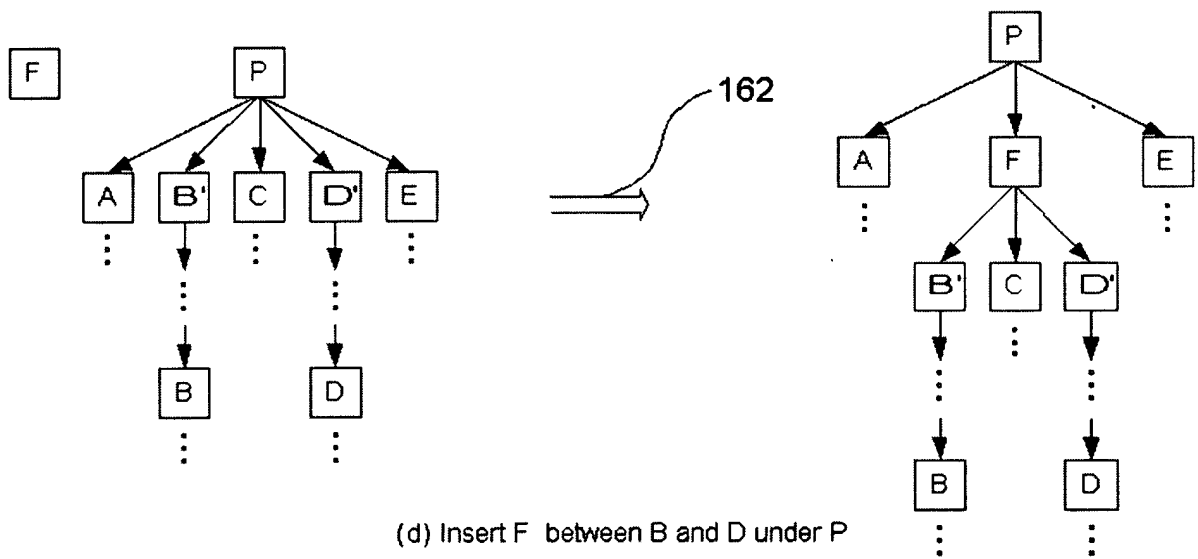 P
F P
162
A F E
A B' C D' E
B' C D'
B D
B D
(d) Insert F between B and D under P